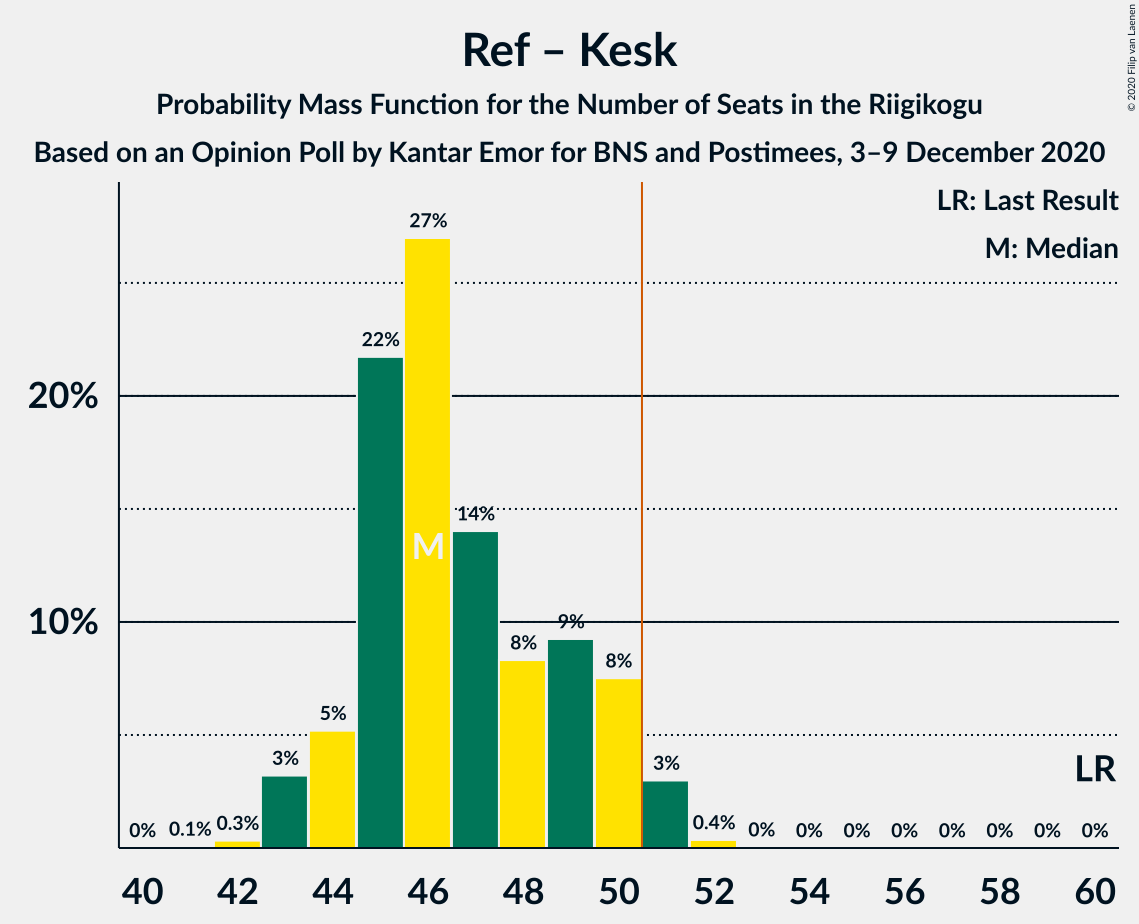 Ref – Kesk
Probability Mass Function for the Number of Seats in the Riigikogu
Based on an Opinion Poll by Kantar Emor for BNS and Postimees, 3–9 December 2020
© 2020 Filip van Laenen
LR: Last Result
M: Median
27%
22%
20%
14%
M
10%
9%
8%
8%
5%
3%
3%
LR
0% 0.1% 0.3% 0.4% 0% 0% 0% 0% 0% 0% 0% 0%
40 42 44 46 48 50 52 54 56 58 60